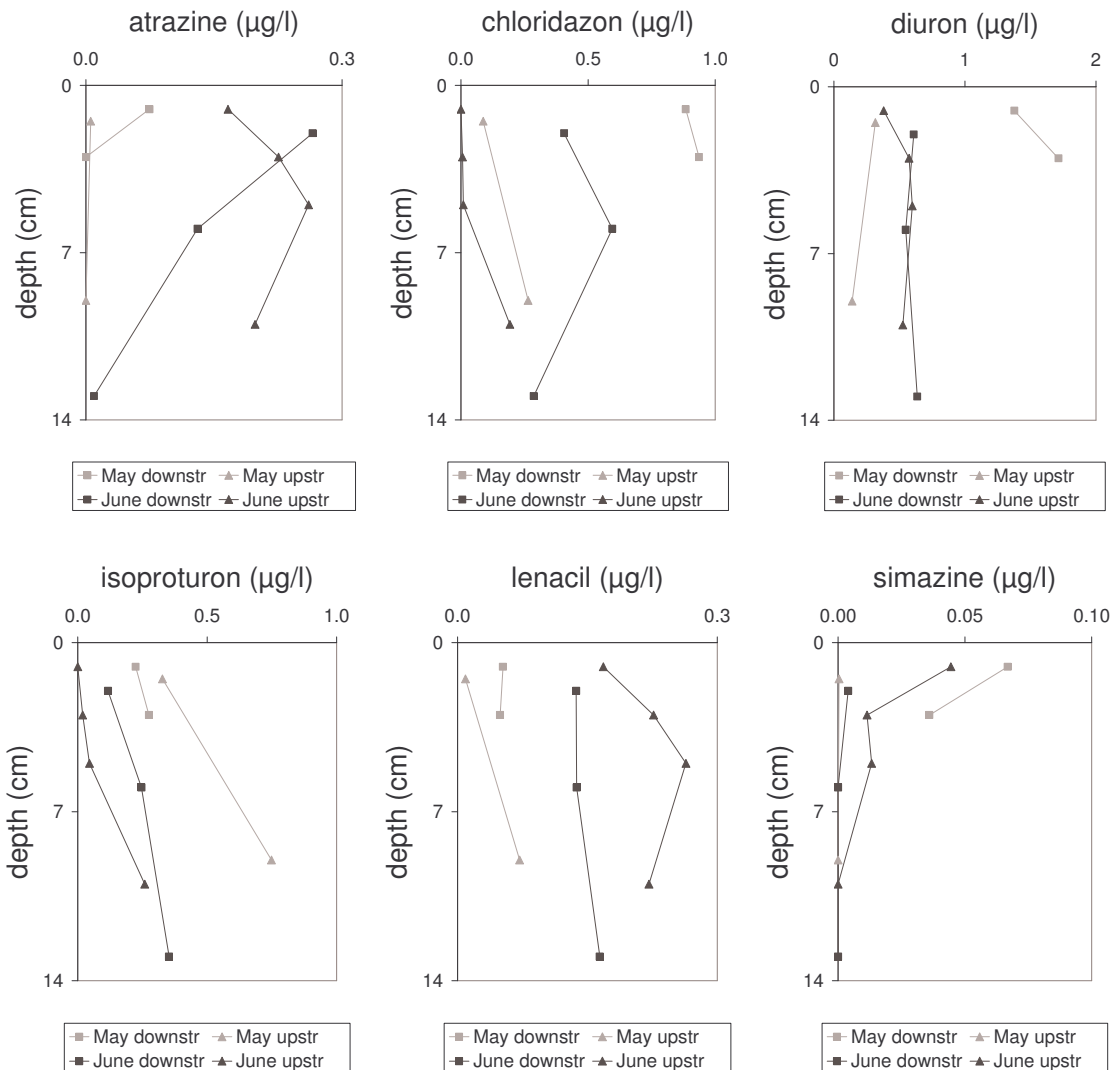 atrazine (µg/l)
0.0 0.3
0
7
14
depth (cm)
May downstr May upstr
June downstr June upstr
chloridazon (µg/l)
0.0 0.5 1.0
0
7
14
depth (cm)
May downstr May upstr
June downstr June upstr
diuron (µg/l)
0 1 2
0
7
14
depth (cm)
May downstr May upstr
June downstr June upstr
isoproturon (µg/l)
0.0 0.5 1.0
0
7
14
depth (cm)
May downstr May upstr
June downstr June upstr
lenacil (µg/l)
0.0 0.3
0
7
14
depth (cm)
May downstr May upstr
June downstr June upstr
simazine (µg/l)
0.00 0.05 0.10
0
7
14
depth (cm)
May downstr May upstr
June downstr June upstr